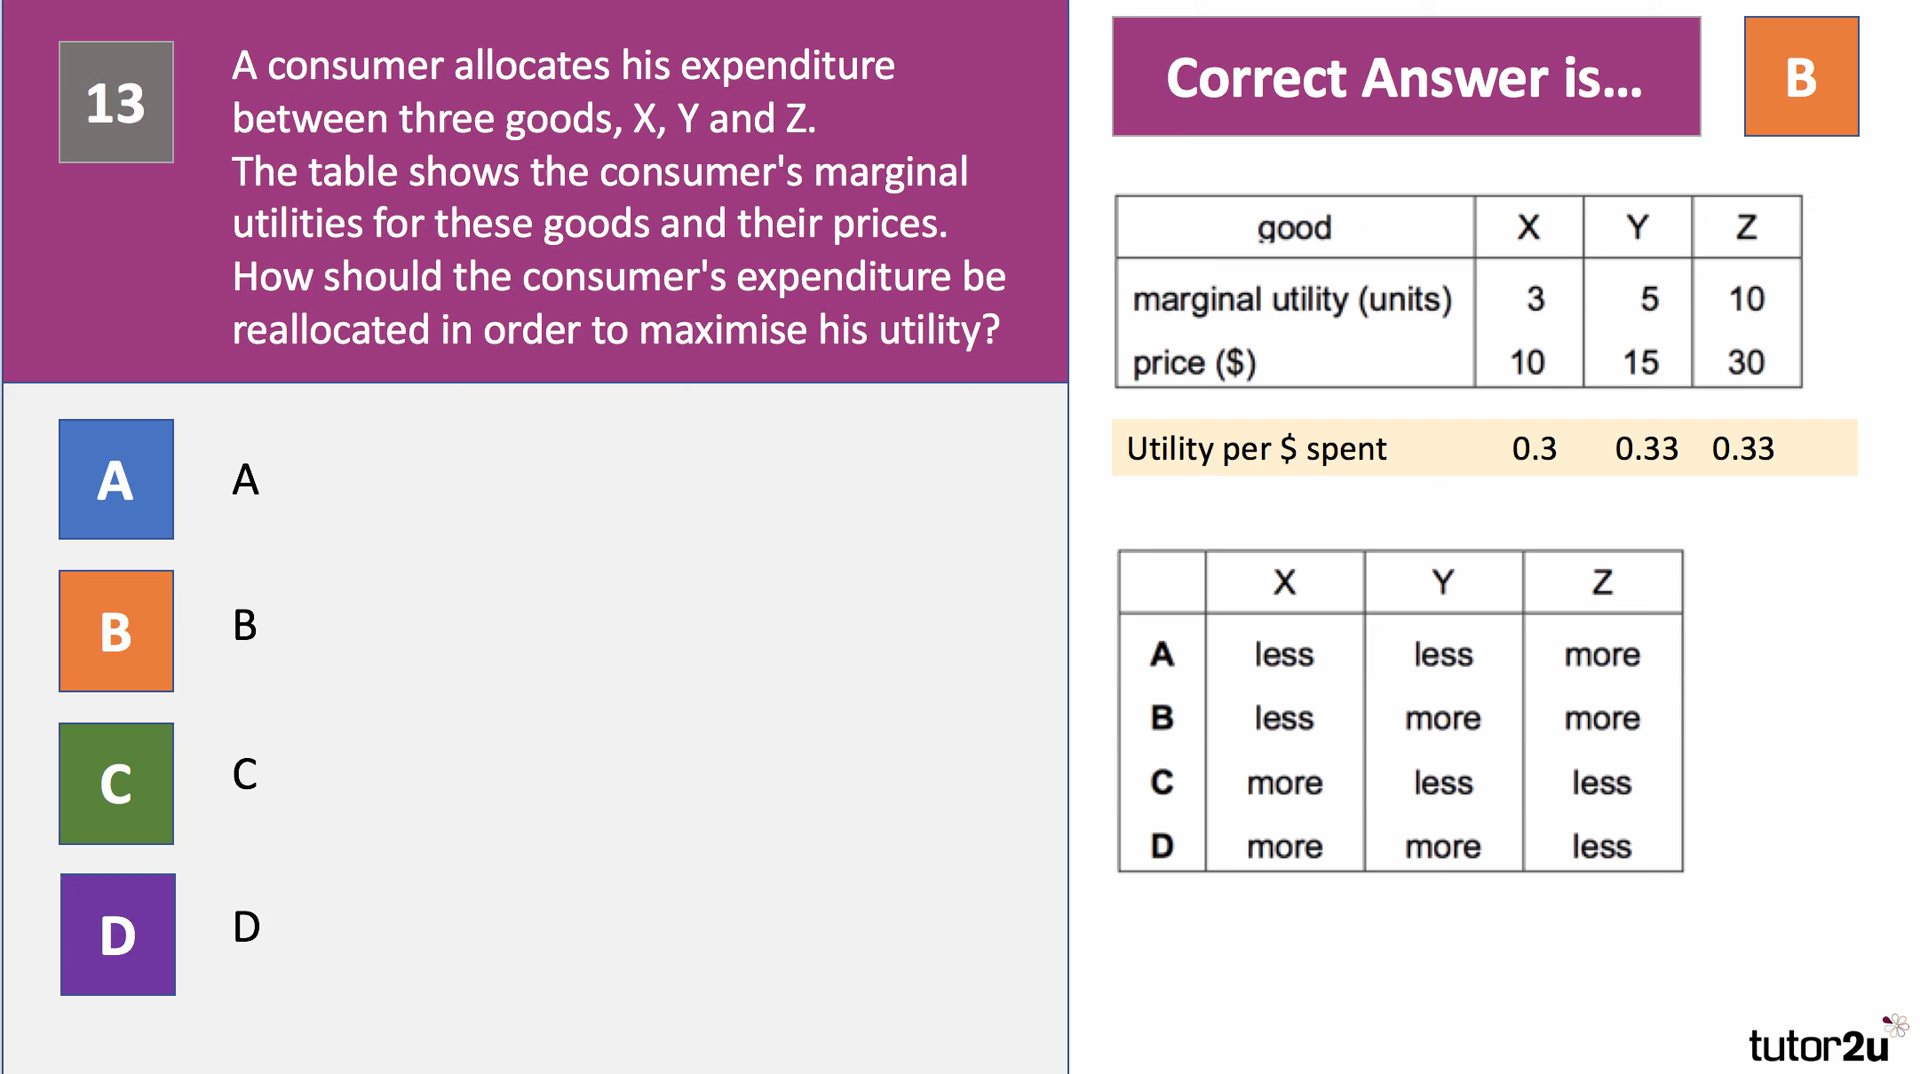 13
A consumer allocates his expenditure
between three goods, X, Y and Z.
The table shows the consumer's marginal
utilities for these goods and their prices.
How should the consumer's expenditure be
reallocated in order to maximise his utility?
A A
B B
C C
D D
Correct Answer is... B
good X Y Z
marginal utility (units) 3 5 10
price ($) 10 15 30
Utility per $ spent 0.3 0.33 0.33
X Y Z
A less less more
B less more more
C more less less
D more more less
tutor2u